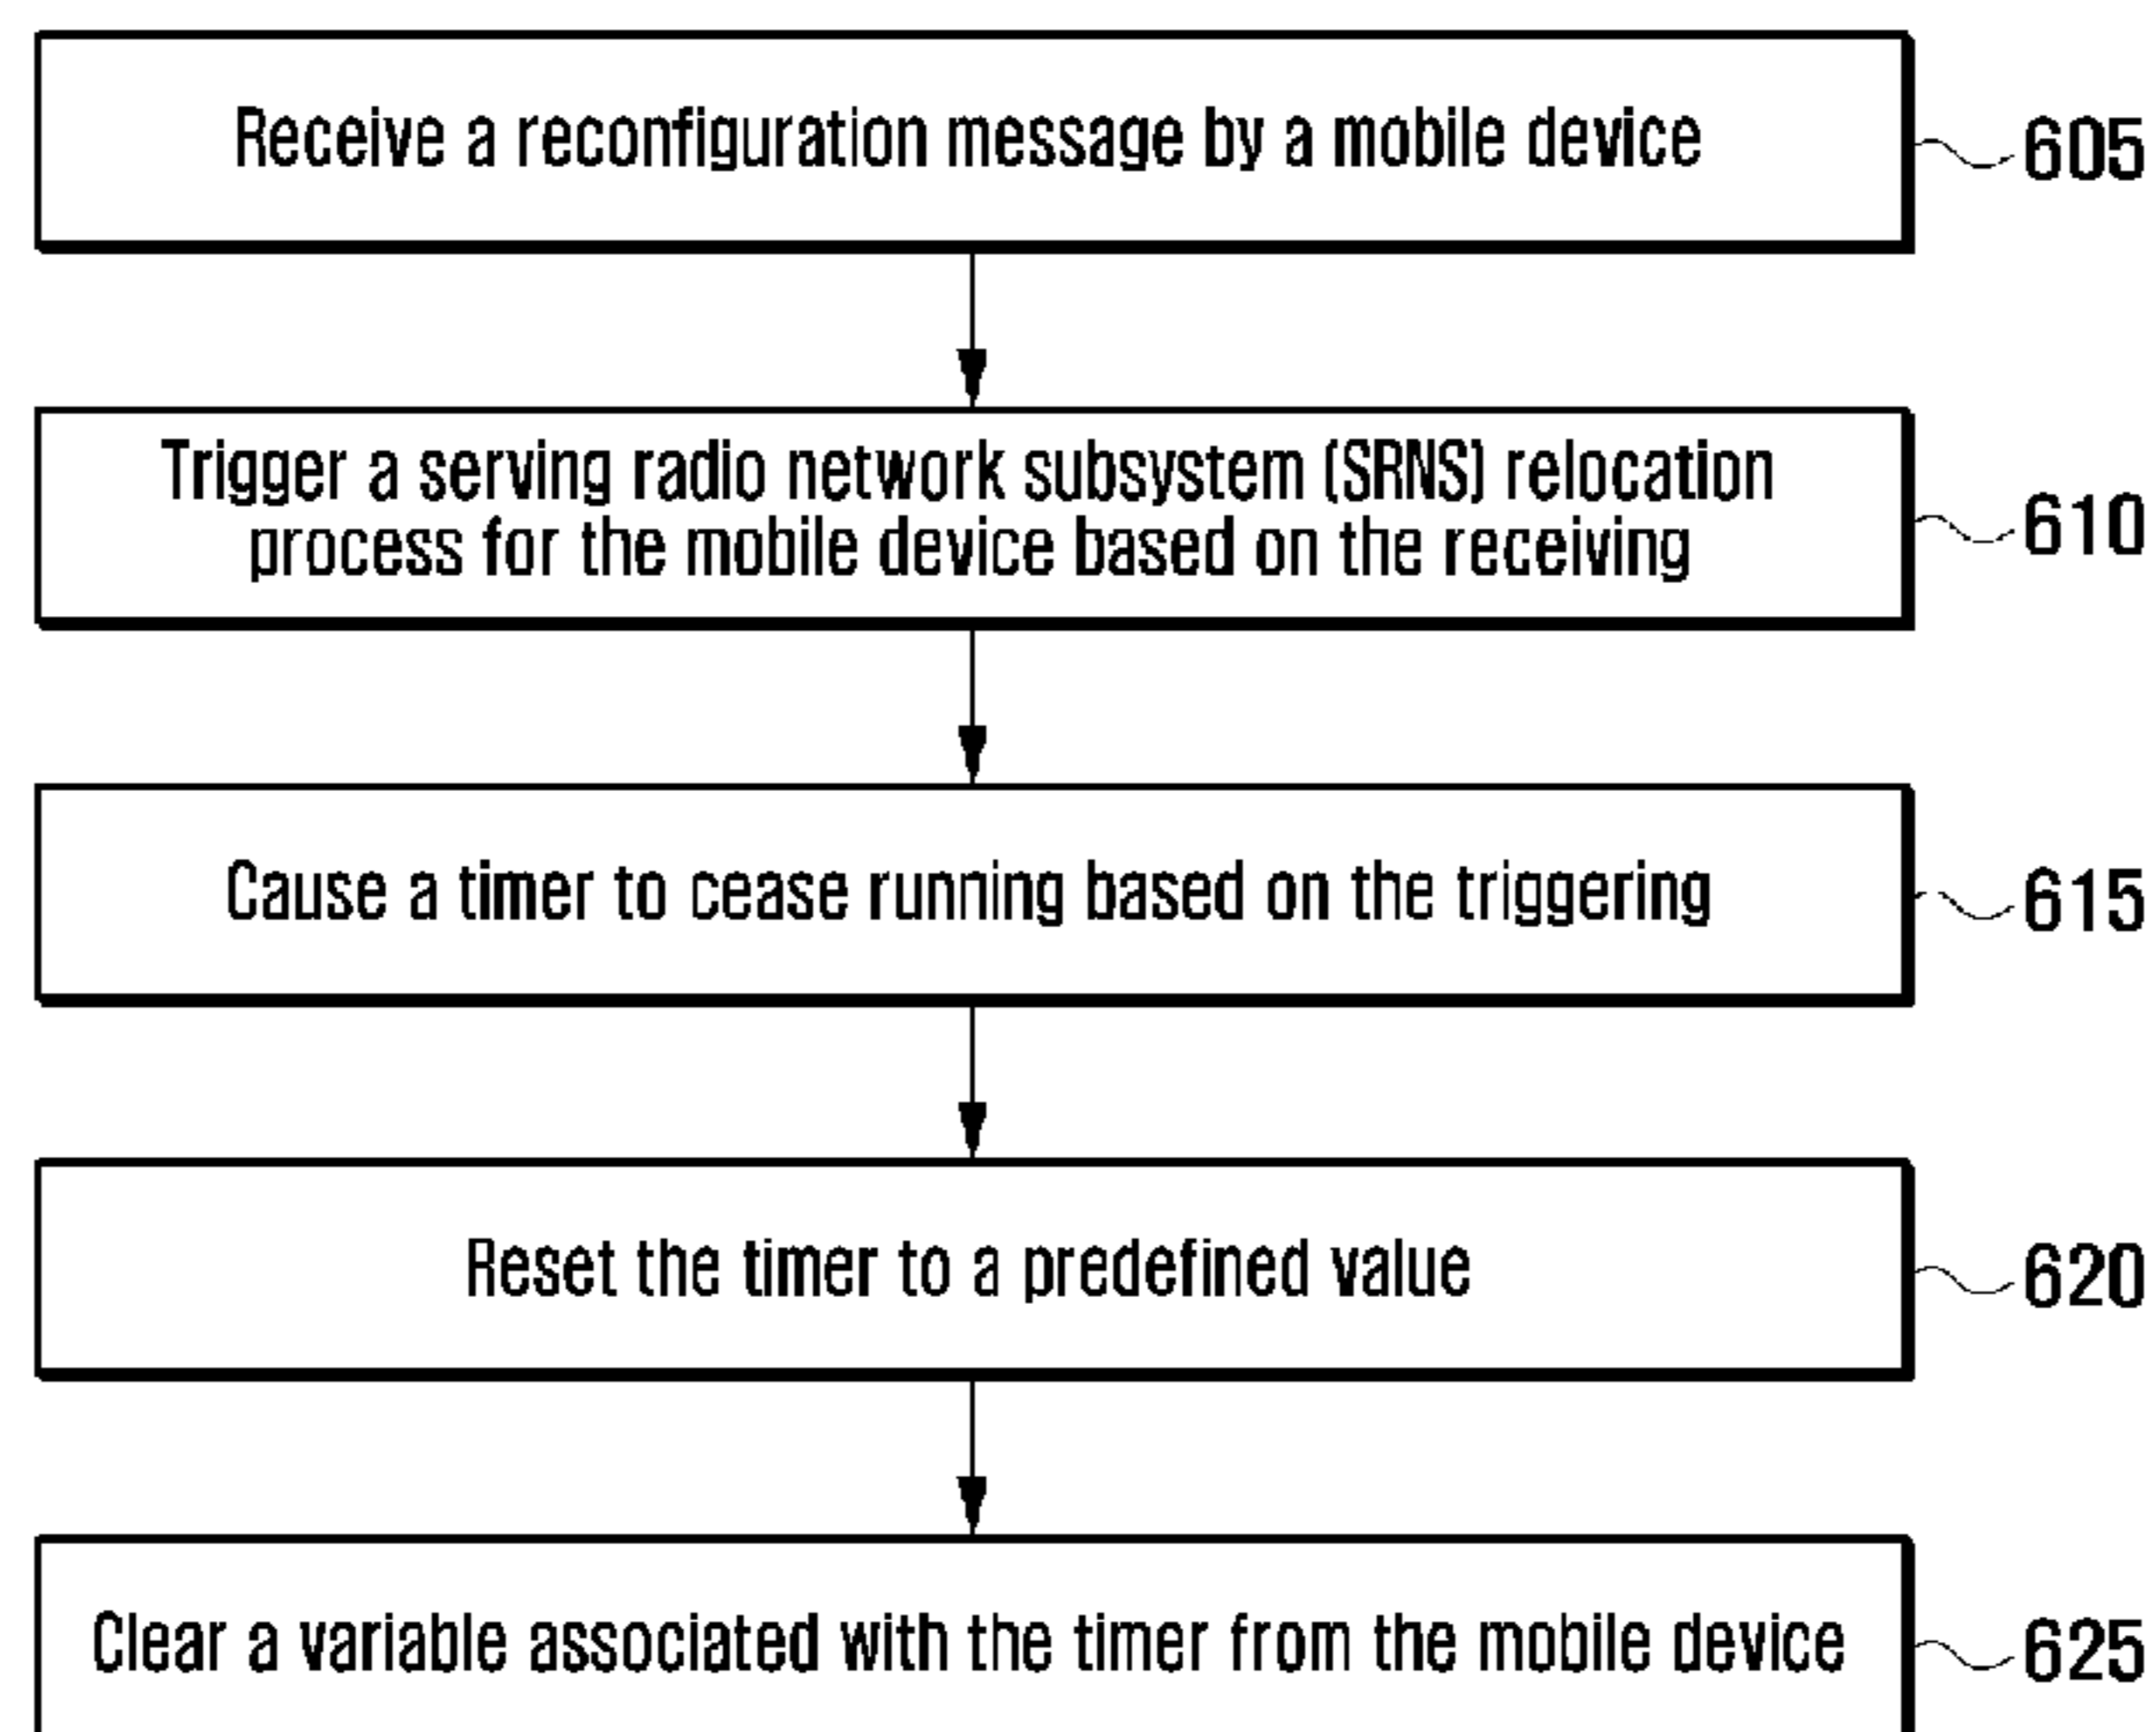 Receive a reconfiguration message by a mobile device
605
Trigger a serving radio network subsystem (SRNS) relocation
process for the mobile device based on the receiving
610
Cause a timer to cease running based on the triggering
615
Reset the timer to a predefined value
620
Clear a variable associated with the timer from the mobile device
625